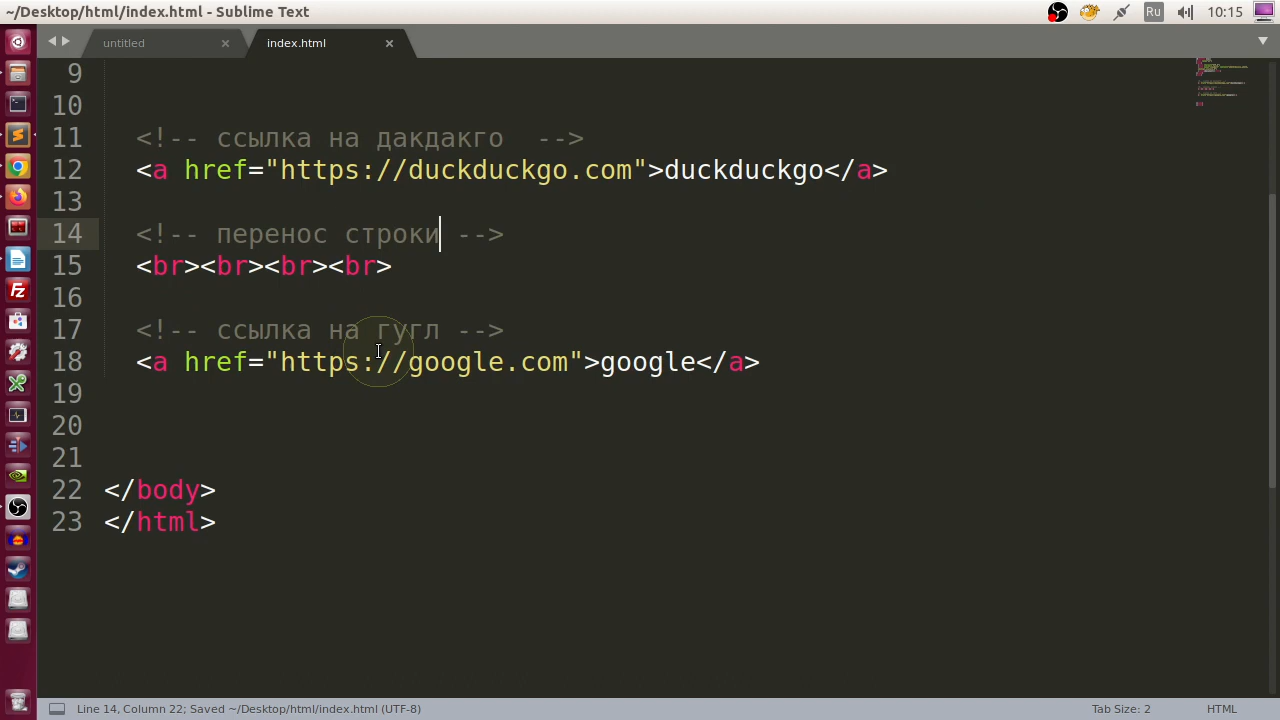 ~/Desktop/html/index.html - Sublime Text
Ru
10:15
untitled
index.html
9
10
11 <!-- ссылка на дакдакго  -->
12 <a href="https://duckduckgo.com">duckduckgo</a>
13
14 <!-- перенос строки -->
15 <br><br><br><br>
16
17 <!-- ссылка на гугл -->
18 <a href="https://google.com">google</a>
19
20
21
22 </body>
23 </html>
Line 14, Column 22; Saved ~/Desktop/html/index.html (UTF-8)
Tab Size: 2
HTML